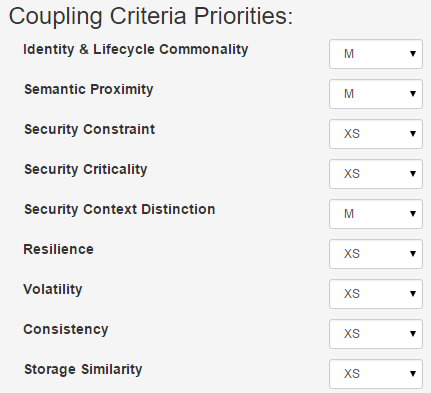 Coupling Criteria Priorities:
Identity & Lifecycle Commonality M
Semantic Proximity M
Security Constraint XS
Security Criticality XS
Security Context Distinction M
Resilience XS
Volatility XS
Consistency XS
Storage Similarity XS